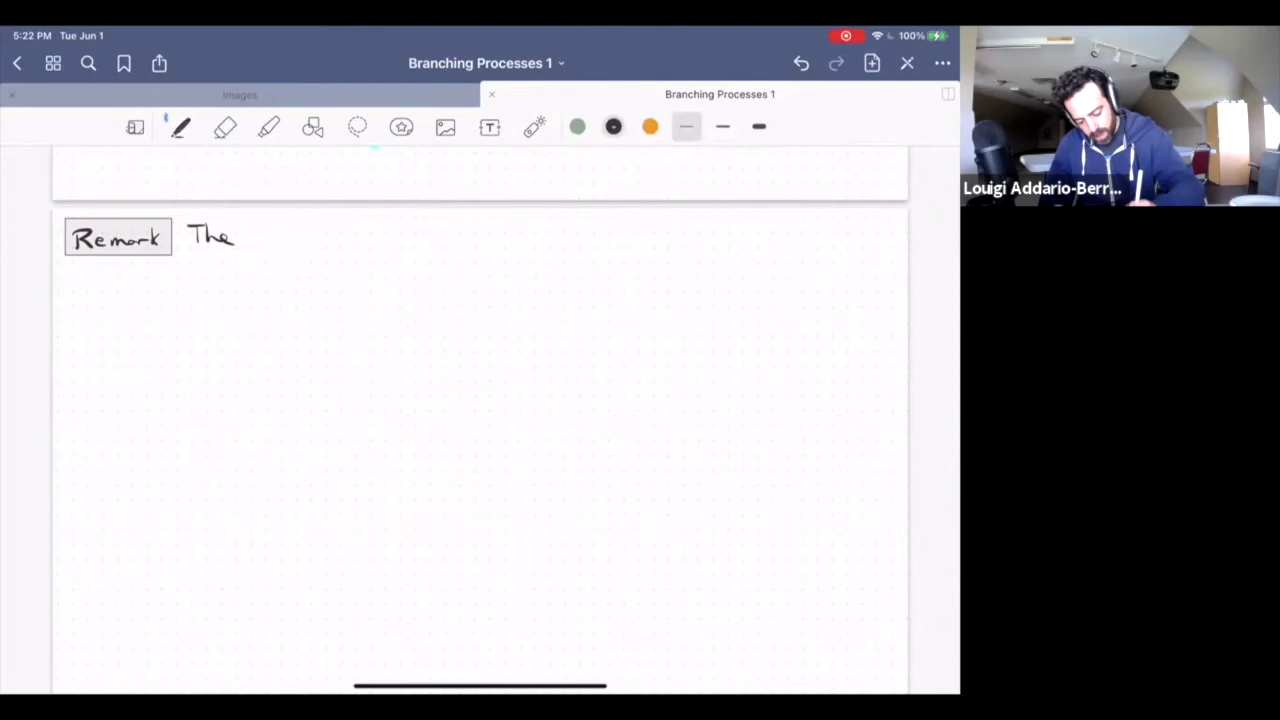 5:22 PM Tue Jun 1
100%
Branching Processes 1
Images
Branching Processes 1
T
Remark The
Louigi Addario-Berr...